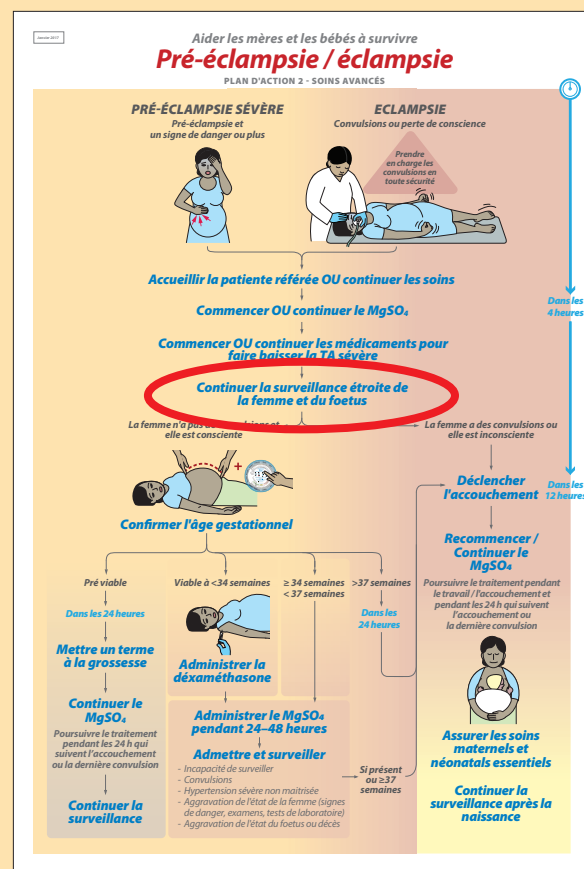 Janvier 2017
Aider les mères et les bébés à survivre
Pré-éclampsie / éclampsie
PLAN D'ACTION 2 - SOINS AVANCÉS
PRÉ-ÉCLAMPSIE SÉVÈRE
Pré-éclampsie et
un signe de danger ou plus
ECLAMPSIE
Convulsions ou perte de conscience
Prendre
en charge les
convulsions en
toute sécurité
Accueillir la patiente référée OU continuer les soins
Commencer OU continuer le MgSO₄
Dans les
4 heures
Commencer OU continuer les médicaments pour
faire baisser la TA sévère
Continuer la surveillance étroite de
la femme et du foetus
La femme n'a pas de convulsions et
elle est consciente
La femme a des convulsions ou
elle est inconsciente
Confirmer l'âge gestationnel
Déclencher
l'accouchement
Dans les
12 heures
Recommencer /
Continuer le
MgSO₄
Poursuivre le traitement pendant
le travail / l'accouchement et
pendant les 24 h qui suivent
l'accouchement ou
la dernière convulsion
Pré viable
Dans les 24 heures
Mettre un terme
à la grossesse
Continuer le
MgSO₄
Poursuivre le traitement
pendant les 24 h qui
suivent l'accouchement
ou la dernière convulsion
Continuer la
surveillance
Viable à <34 semaines
Administrer la
déxaméthasone
≥ 34 semaines
< 37 semaines
>37 semaines
Dans les
24 heures
Administrer le MgSO₄
pendant 24–48 heures
Admettre et surveiller
- Incapacité de surveiller
- Convulsions
- Hypertension sévère non maitrisée
- Aggravation de l'état de la femme (signes
de danger, examens, tests de laboratoire)
- Aggravation de l'état du foetus ou décès
Si présent
ou ≥37
semaines
Assurer les soins
maternels et
néonatals essentiels
Continuer la
surveillance après la
naissance